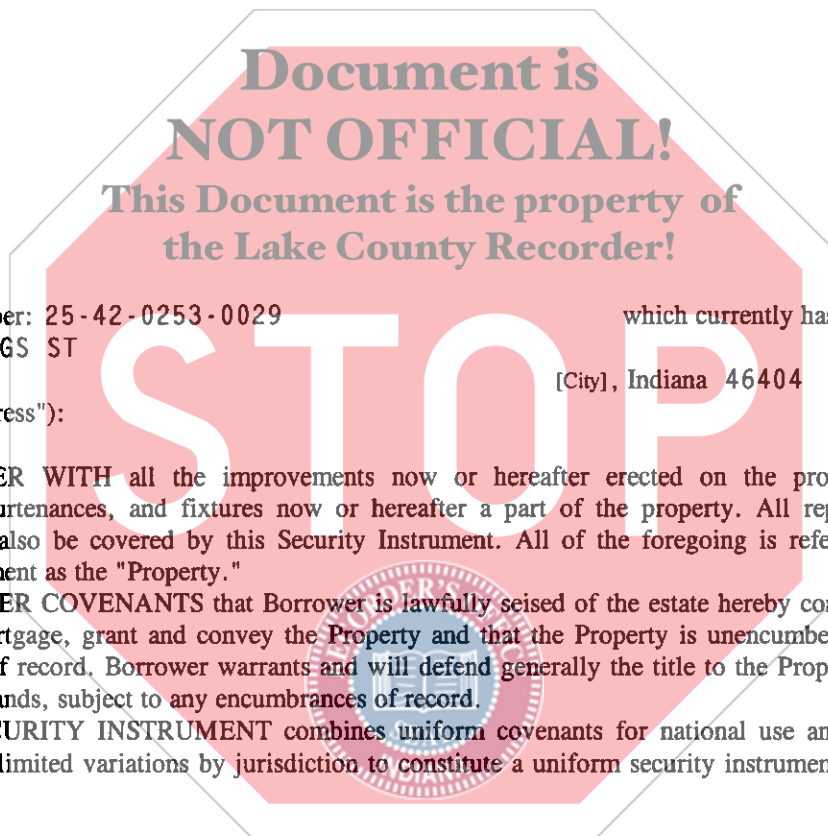 Document is
NOT OFFICIAL!
This Document is the property of
the Lake County Recorder!
er: 25-42-0253-0029 which currently has
GS ST
[City], Indiana 46404
ress"):
STOP
ER WITH all the improvements now or hereafter erected on the pro
urtenances, and fixtures now or hereafter a part of the property. All rep
also be covered by this Security Instrument. All of the foregoing is refe
ent as the "Property."
ER COVENANTS that Borrower is lawfully seised of the estate hereby con
rtgage, grant and convey the Property and that the Property is unencumbe
f record. Borrower warrants and will defend generally the title to the Prop
ands, subject to any encumbrances of record.
CURITY INSTRUMENT combines uniform covenants for national use an
limited variations by jurisdiction to constitute a uniform security instrumen